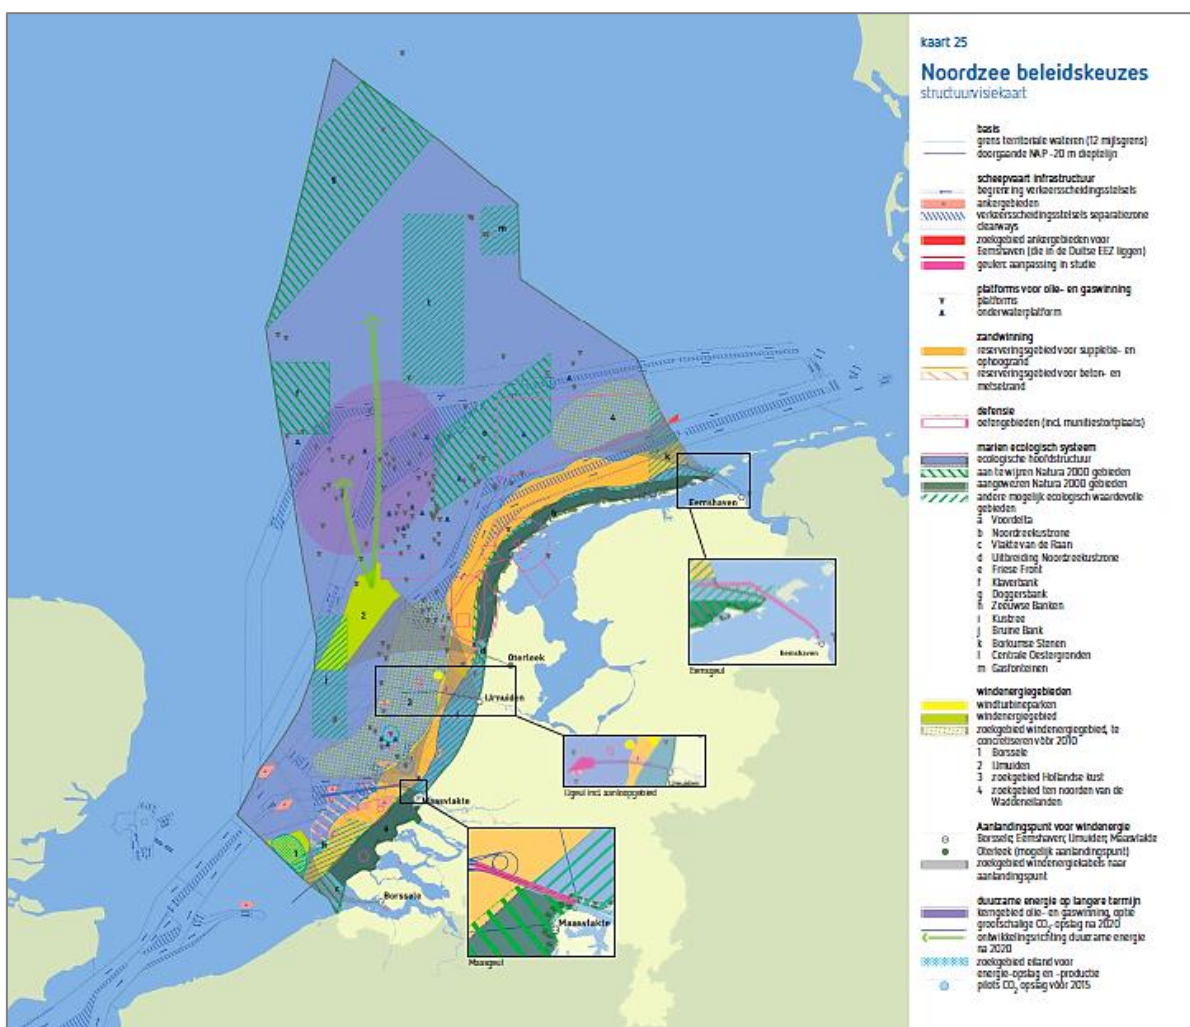 kaart 25
Noordzee beleidskeuzes
structuurvisiekaart
basis
grens territoriale wateren (12 mijlsgrens)
doorgaande NAP -20 m dieptelijn
scheepvaart infrastructuur
begrenzing verkeersscheidingsstelsels
ankergebieden
verkeersscheidingsstelsels separatiezone
clearways
zoekgebied ankergebieden voor
Eemshaven (die in de Duitse EEZ liggen)
geulen: aanpassing in studie
platforms voor olie- en gaswinning
platforms
onderwaterplatform
zandwinning
reserveringsgebied voor suppletie- en
ophoogzand
reserveringsgebied voor beton- en
metselzand
defensie
oefengebieden (incl. munitiestortplaats)
marien ecologisch systeem
ecologische hoofdstructuur
aan te wijzen Natura 2000 gebieden
aangewezen Natura 2000 gebieden
andere mogelijk ecologisch waardevolle
gebieden
a Voordelta
b Noordzeekustzone
c Vlakte van de Raan
d Uitbreiding Noordzeekustzone
e Friese Front
f Klaverbank
g Doggersbank
h Zeeuwse Banken
i Kustzee
j Bruine Bank
k Borkumse Stenen
l Centrale Oestergronden
m Gasfonteinen
windenergiegebieden
windturbineparken
windenergiegebied
zoekgebied windenergiegebied, te
concretiseren vóór 2010
1 Borssele
2 IJmuiden
3 zoekgebied Hollandse kust
4 zoekgebied ten noorden van de
Waddeneilanden
Aanlandingspunt voor windenergie
Borssele; Eemshaven; IJmuiden; Maasvlakte
Oterleek (mogelijk aanlandingspunt)
zoekgebied windenergiekabels naar
aanlandingspunt
duurzame energie op langere termijn
kerngebied olie- en gaswinning, optie
grootschalige CO2-opslag na 2020
ontwikkelingsrichting duurzame energie
na 2020
zoekgebied eiland voor
energie-opslag en -productie
pilots CO2 opslag vóór 2015
g
m
l
f
e
4
k
Eemshaven
b
2
Eemshaven
Eemsgeul
d
Oterleek
j
3
IJmuiden
i
IJgeul incl. aanloopgebied
Maasvlakte
a
h
1
c
Borssele
Maasvlakte
Maasgeul